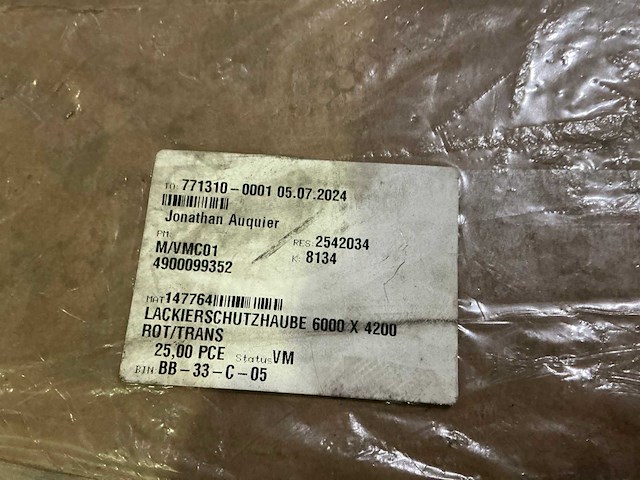 TO: 771310-0001 05.07.2024
Jonathan Auquier
PM
M/VMC01 RES: 2542034
4900099352 K: 8134
MAT 147764
LACKIERSCHUTZHAUBE 6000 X 4200
ROT/TRANS
25,00 PCE Status VM
BIN BB-33-C-05